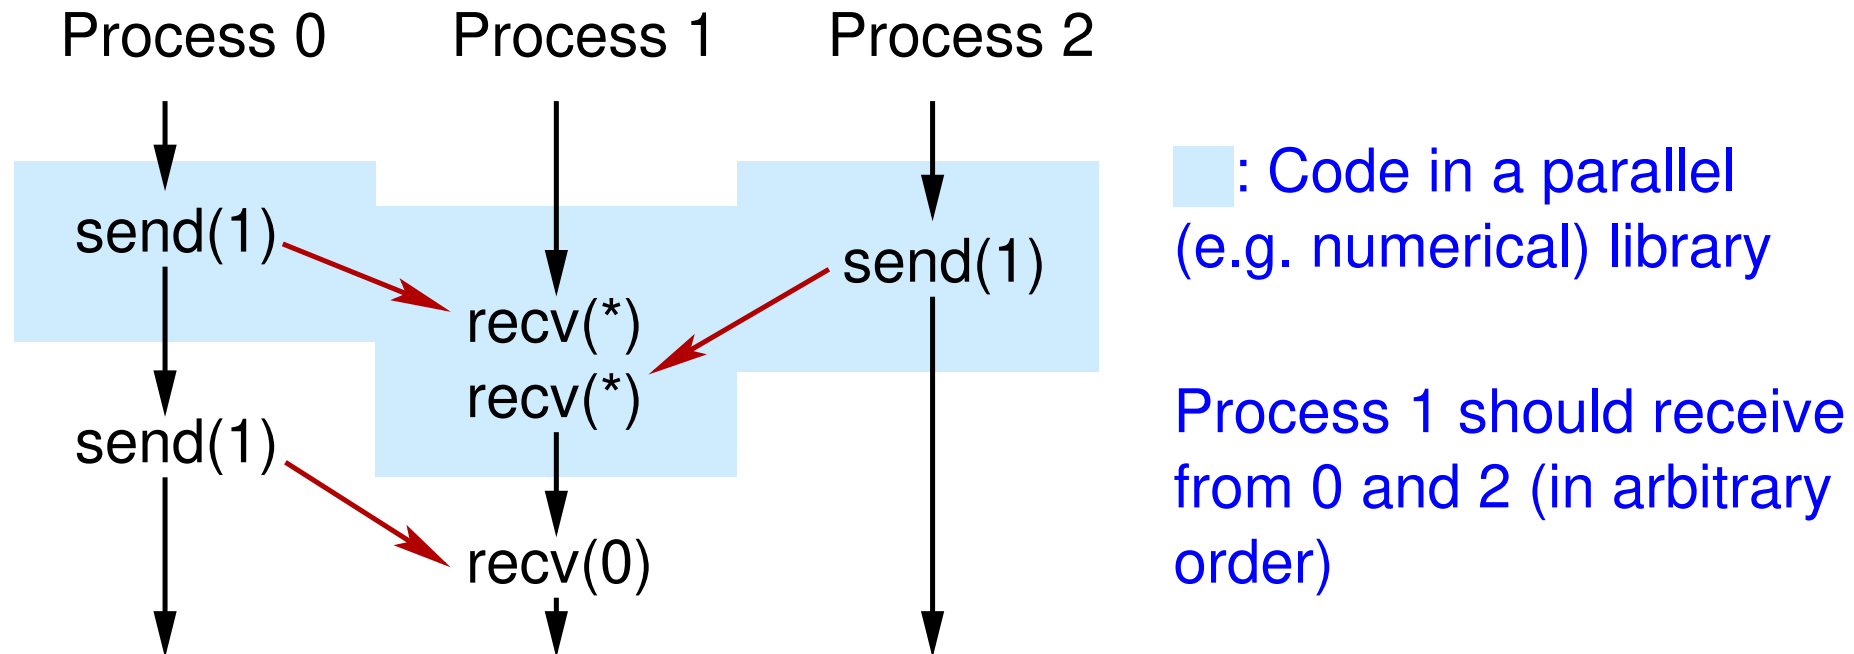 Process 0 Process 1 Process 2
: Code in a parallel
send(1)
(e.g. numerical) library
send(1)
recv(*)
recv(*)
Process 1 should receive
send(1)
from 0 and 2 (in arbitrary
recv(0)
order)